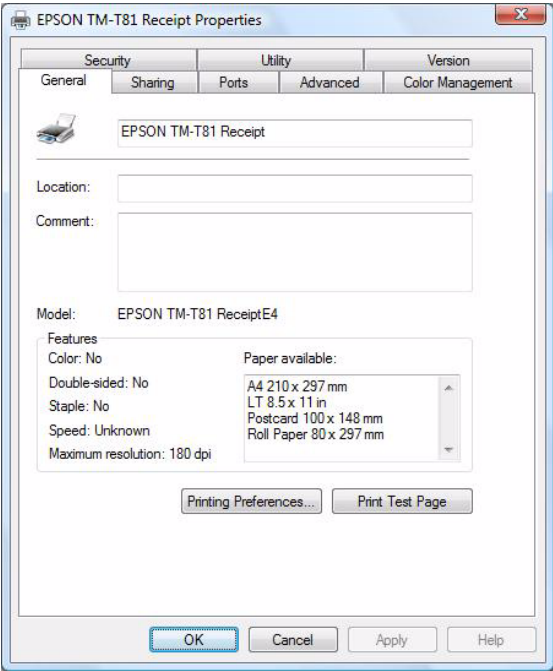 EPSON TM-T81 Receipt Properties
Security Utility Version
General Sharing Ports Advanced Color Management
EPSON TM-T81 Receipt
Location:
Comment:
Model: EPSON TM-T81 ReceiptE4
Features
Color: No Paper available:
Double-sided: No
Staple: No
Speed: Unknown
Maximum resolution: 180 dpi
A4 210 x 297 mm
LT 8.5 x 11 in
Postcard 100 x 148 mm
Roll Paper 80 x 297 mm
Printing Preferences... Print Test Page
OK Cancel Apply Help